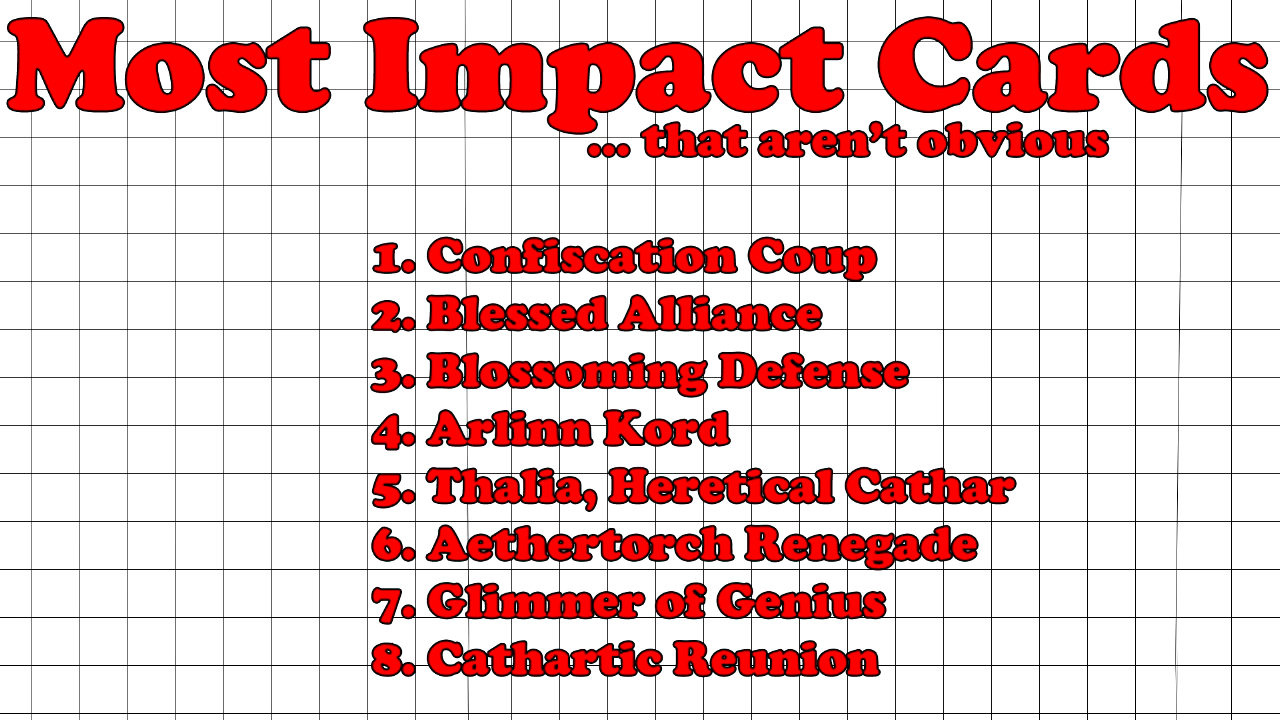 Most Impact Cards
... that aren't obvious
1. Confiscation Coup
2. Blessed Alliance
3. Blossoming Defense
4. Arlinn Kord
5. Thalia, Heretical Cathar
6. Aethertorch Renegade
7. Glimmer of Genius
8. Cathartic Reunion